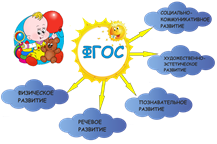 СОЦИАЛЬНО-
КОММУНИКАТИВНОЕ
РАЗВИТИЕ
ФГОС
ХУДОЖЕСТВЕННО-
ЭСТЕТИЧЕСКОЕ
РАЗВИТИЕ
ФИЗИЧЕСКОЕ
РАЗВИТИЕ
ПОЗНАВАТЕЛЬНОЕ
РАЗВИТИЕ
РЕЧЕВОЕ
РАЗВИТИЕ